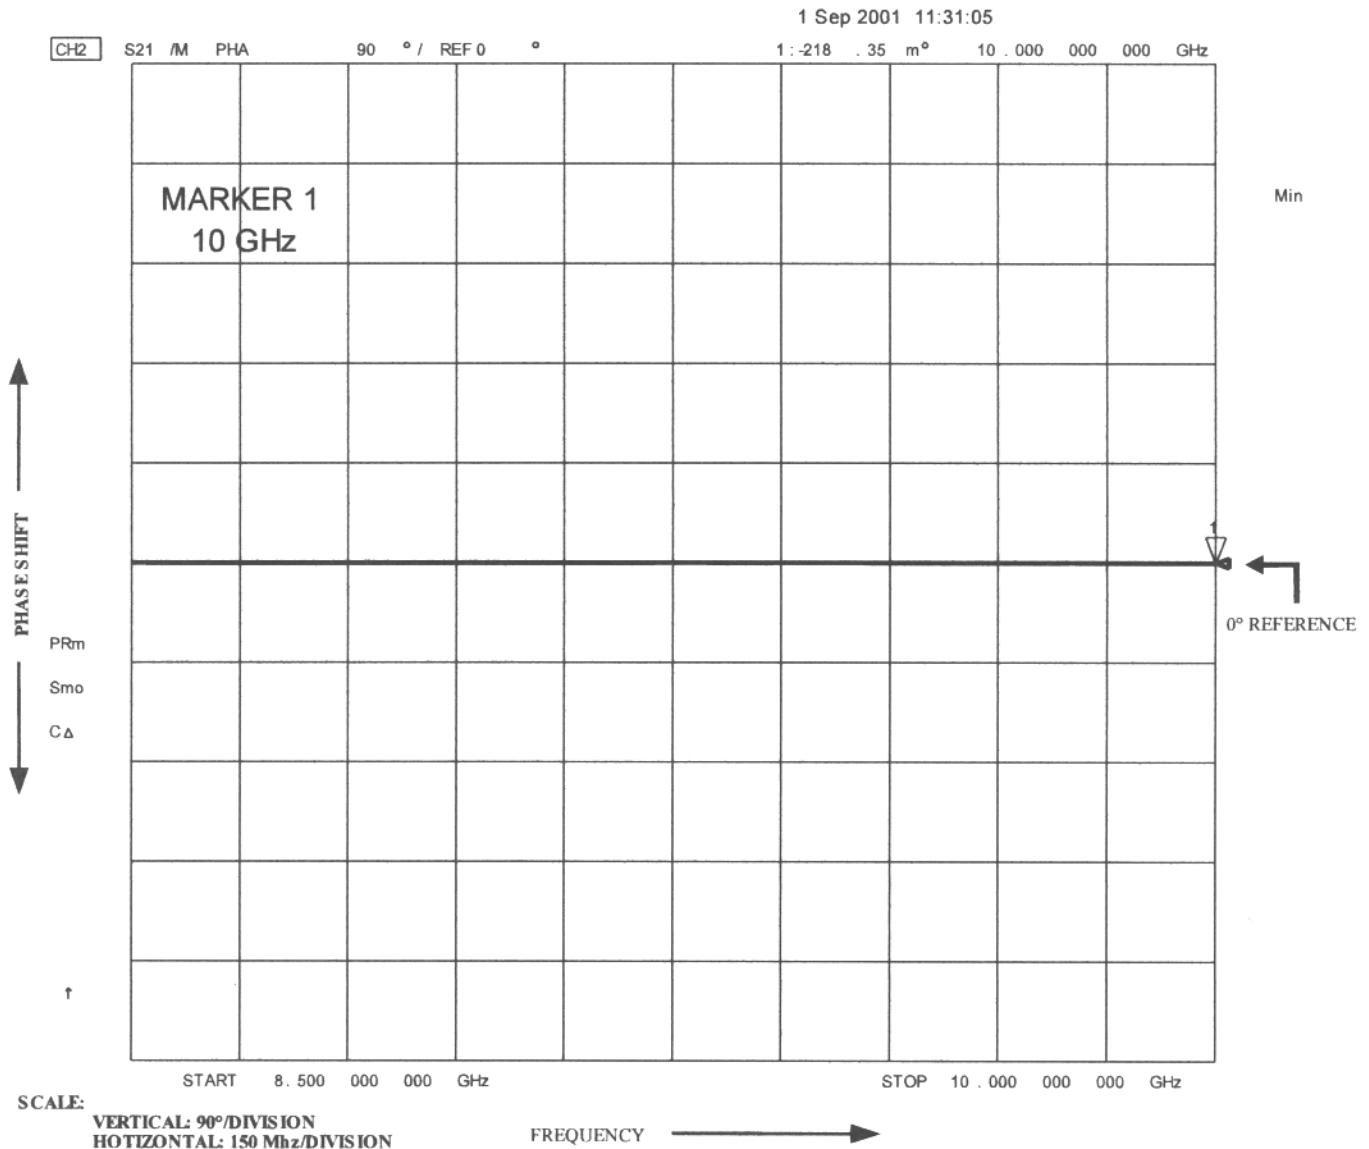 1 Sep 2001 11:31:05
CH2 S21 /M PHA 90 °/ REF 0 ° 1:-218 .35 m° 10.000 000 000 GHz
MARKER 1
10 GHz
Min
1
0° REFERENCE
PHASE SHIFT
PRm
Smo
C Δ
↑
START 8.500 000 000 GHz STOP 10.000 000 000 GHz
SCALE:
VERTICAL: 90°/DIVISION
HOTIZONTAL: 150 Mhz/DIVISION
FREQUENCY